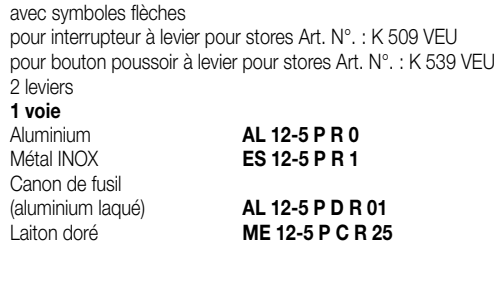 avec symboles flèches
pour interrupteur à levier pour stores Art. N°. : K 509 VEU
pour bouton poussoir à levier pour stores Art. N°. : K 539 VEU
2 leviers
1 voie
Aluminium AL 12-5 P R 0
Métal INOX ES 12-5 P R 1
Canon de fusil
(aluminium laqué) AL 12-5 P D R 01
Laiton doré ME 12-5 P C R 25